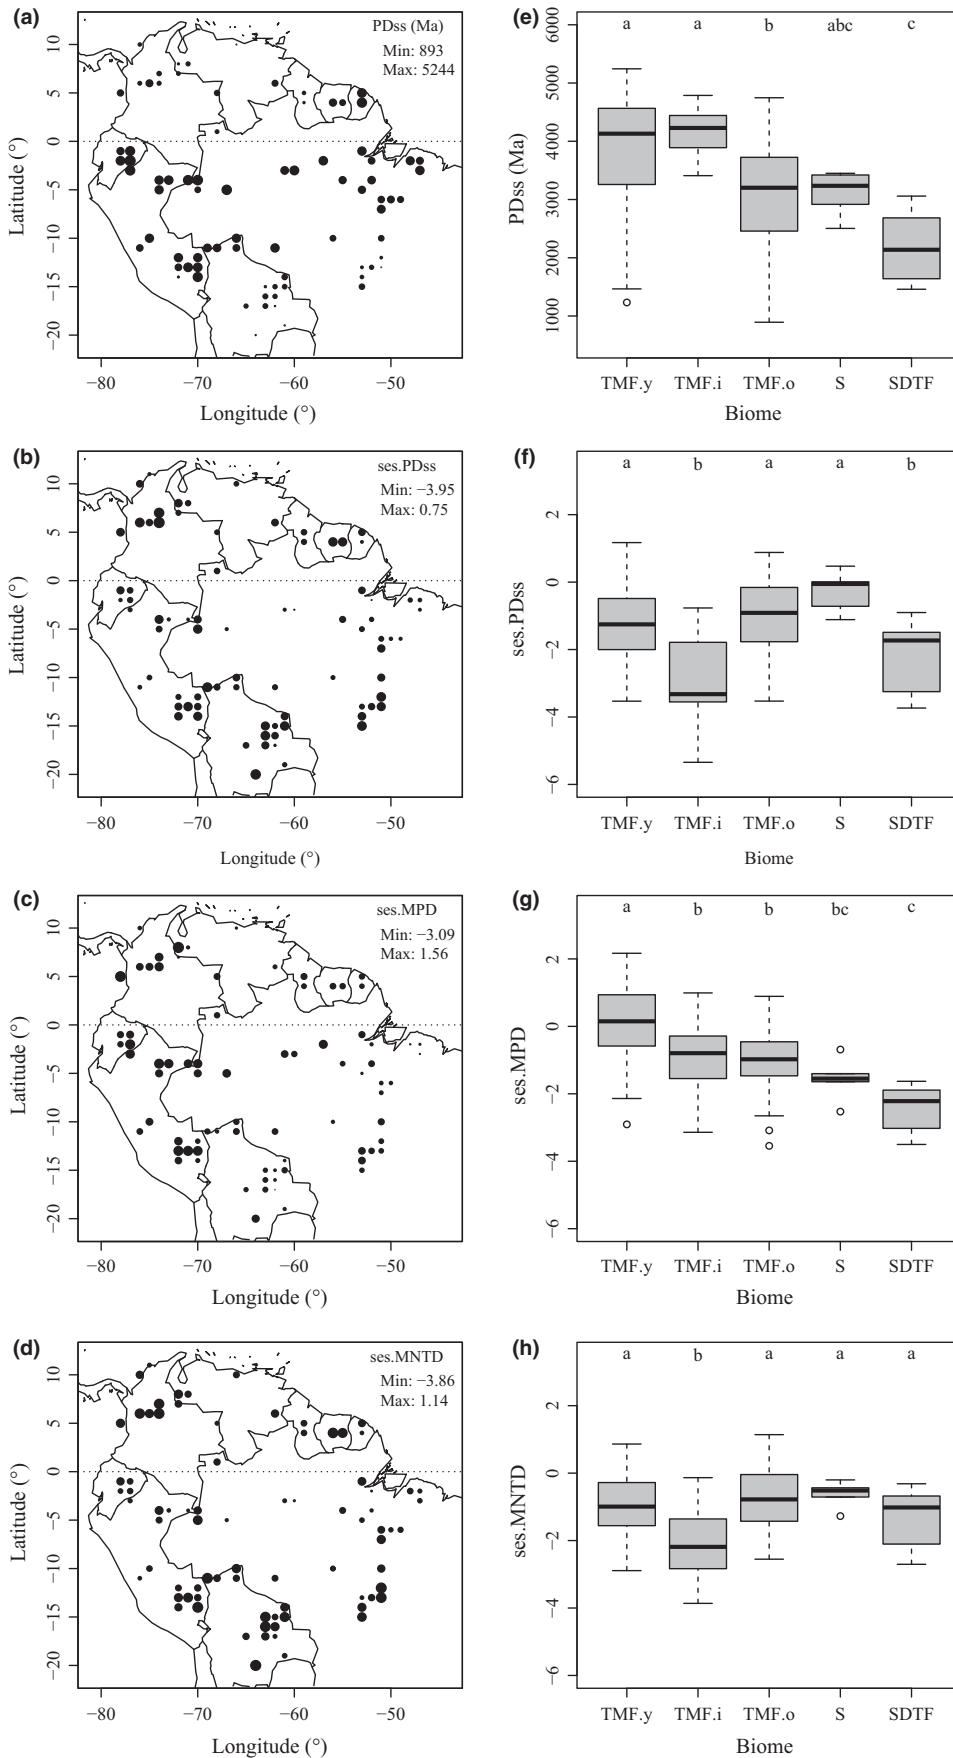 (a)
PDss (Ma)
Min: 893
Max: 5244
Latitude (°)
10
5
0
−5
−10
−15
−20
−80
−70
−60
−50
Longitude (°)
(e)
a a b abc c
PDss (Ma)
6000
5000
4000
3000
2000
1000
TMF.y TMF.i TMF.o S SDTF
Biome
(b)
ses.PDss
Min: −3.95
Max: 0.75
Latitude (°)
10
5
0
−5
−10
−15
−20
−80
−70
−60
−50
Longitude (°)
(f)
a b a a b
ses.PDss
2
0
−2
−4
−6
TMF.y TMF.i TMF.o S SDTF
Biome
(c)
ses.MPD
Min: −3.09
Max: 1.56
Latitude (°)
10
5
0
−5
−10
−15
−20
−80
−70
−60
−50
Longitude (°)
(g)
a b b bc c
ses.MPD
2
0
−2
−4
−6
TMF.y TMF.i TMF.o S SDTF
Biome
(d)
ses.MNTD
Min: −3.86
Max: 1.14
Latitude (°)
10
5
0
−5
−10
−15
−20
−80
−70
−60
−50
Longitude (°)
(h)
a b a a a
ses.MNTD
2
0
−2
−4
−6
TMF.y TMF.i TMF.o S SDTF
Biome